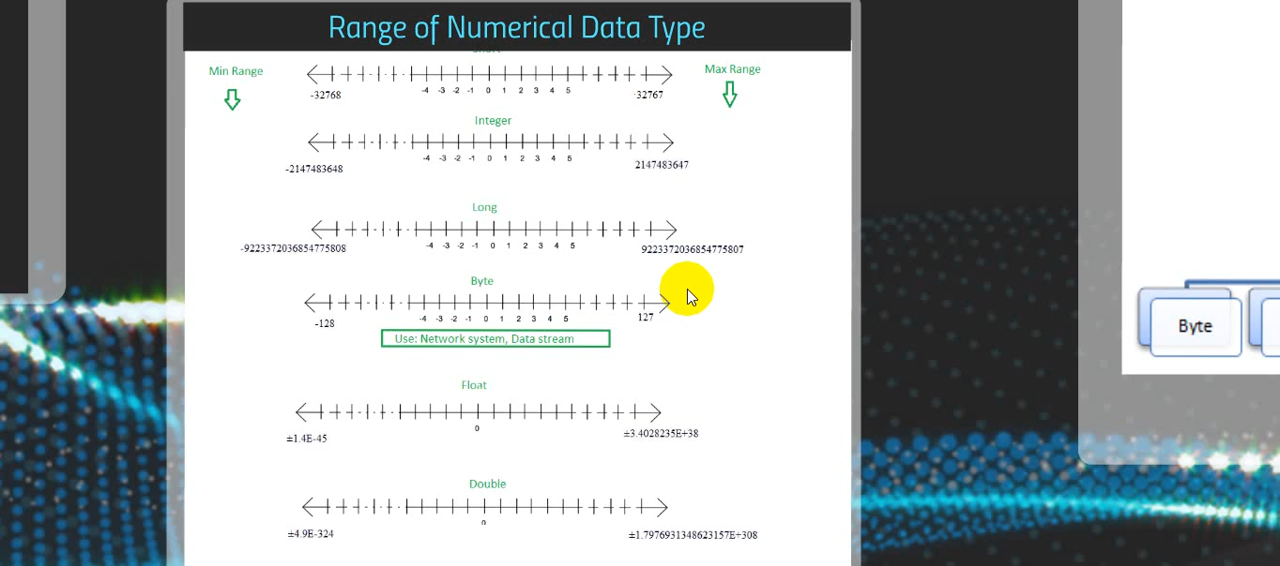 Range of Numerical Data Type
Min Range
Max Range
-4 -3 -2 -1 0 1 2 3 4 5
-32768
32767
Integer
-4 -3 -2 -1 0 1 2 3 4 5
-2147483648
2147483647
Long
-4 -3 -2 -1 0 1 2 3 4 5
-9223372036854775808
9223372036854775807
Byte
-4 -3 -2 -1 0 1 2 3 4 5
-128
127
Use: Network system, Data stream
Byte
Float
0
±1.4E-45
±3.4028235E+38
Double
0
±4.9E-324
±1.7976931348623157E+308